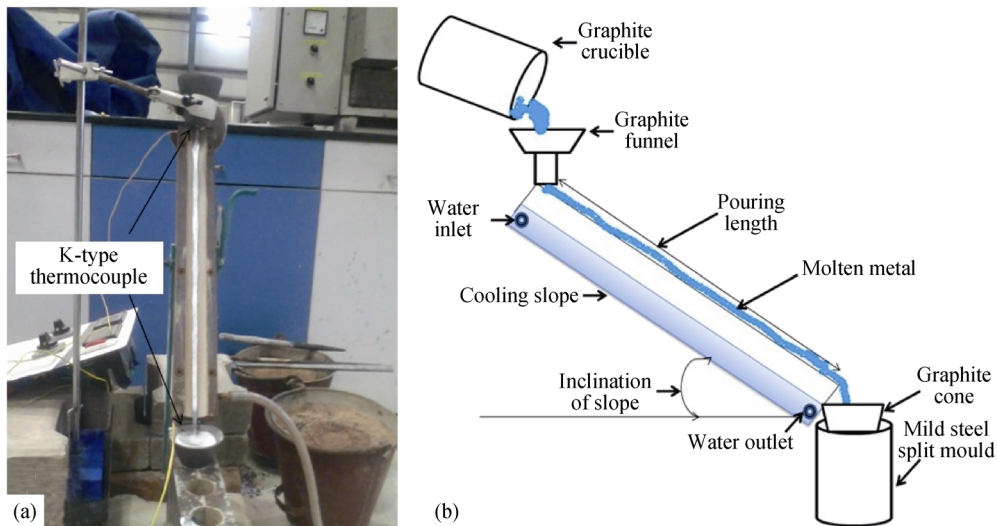 K-type
thermocouple
(a)
Graphite
crucible
Graphite
funnel
Water
inlet
Pouring
length
Molten metal
Cooling slope
Inclination
of slope
Graphite
cone
Water outlet
Mild steel
split mould
(b)